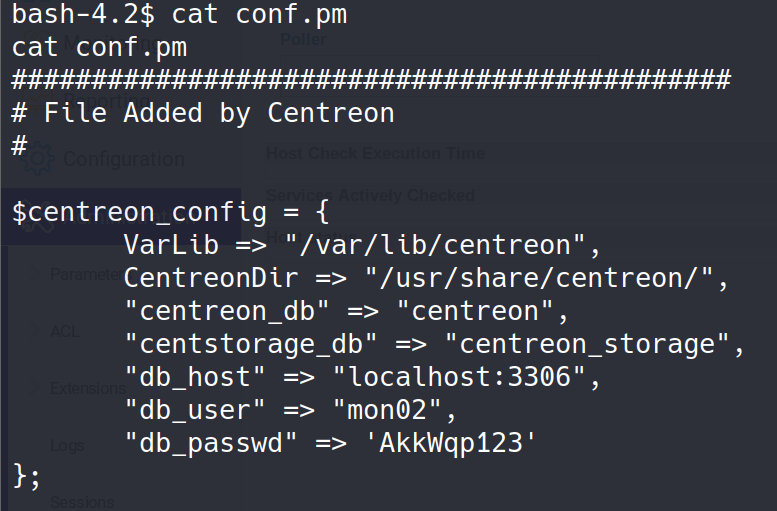 bash-4.2$ cat conf.pm
cat conf.pm
#############################################
# File Added by Centreon
#
$centreon_config = {
VarLib => "/var/lib/centreon",
CentreonDir => "/usr/share/centreon/",
"centreon_db" => "centreon",
"centstorage_db" => "centreon_storage",
"db_host" => "localhost:3306",
"db_user" => "mon02",
"db_passwd" => 'AkkWqp123'
};
Poller
Configuration
Host Check Execution Time
Services Actively Checked
Parameter
ACL
Extensions
Logs
Sessions